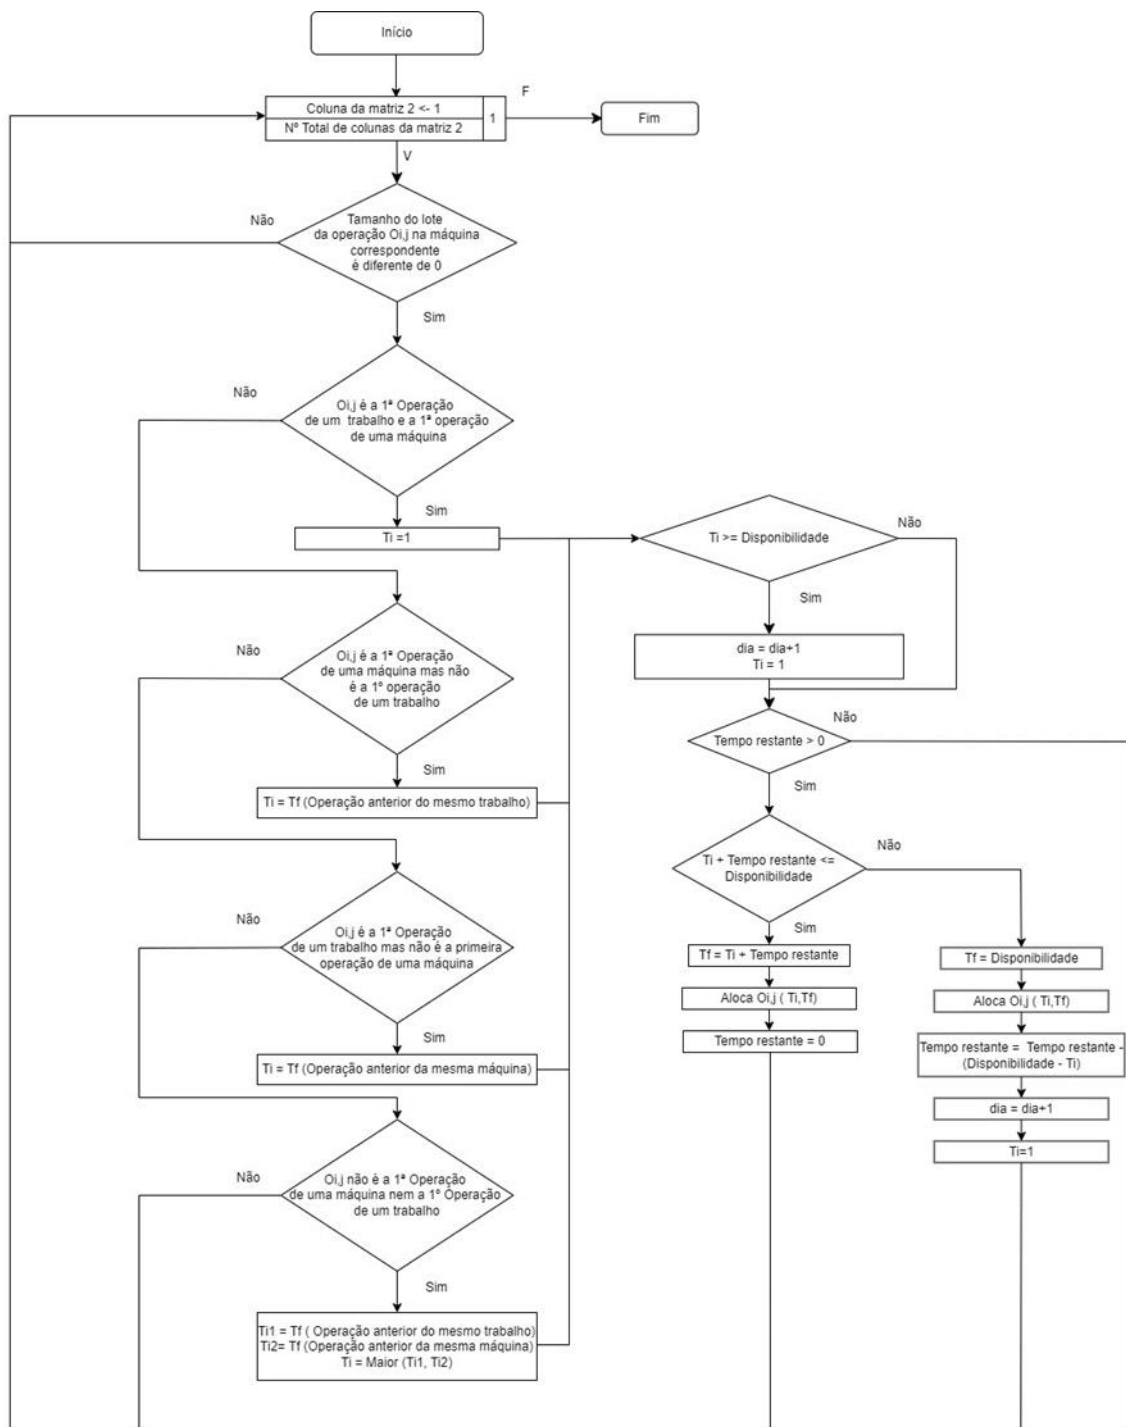 Início
Coluna da matriz 2 <- 1
Nº Total de colunas da matriz 2
1
F
Fim
V
Não
Tamanho do lote
da operação Oi,j na máquina
correspondente
é diferente de 0
Sim
Não
Oi,j é a 1ª Operação
de um trabalho e a 1ª operação
de uma máquina
Sim
Ti =1
Não
Oi,j é a 1ª Operação
de uma máquina mas não
é a 1º operação
de um trabalho
Sim
Ti = Tf (Operação anterior do mesmo trabalho)
Não
Oi,j é a 1ª Operação
de um trabalho mas não é a primeira
operação de uma máquina
Sim
Ti = Tf (Operação anterior da mesma máquina)
Não
Oi,j não é a 1ª Operação
de uma máquina nem a 1º Operação
de um trabalho
Sim
Ti1 = Tf ( Operação anterior do mesmo trabalho)
Ti2= Tf (Operação anterior da mesma máquina)
Ti = Maior (Ti1, Ti2)
Ti >= Disponibilidade
Não
Sim
dia = dia+1
Ti = 1
Tempo restante > 0
Não
Sim
Ti + Tempo restante <=
Disponibilidade
Não
Sim
Tf = Ti + Tempo restante
Aloca Oi,j ( Ti,Tf)
Tempo restante = 0
Tf = Disponibilidade
Aloca Oi,j ( Ti,Tf)
Tempo restante = Tempo restante -
(Disponibilidade - Ti)
dia = dia+1
Ti=1